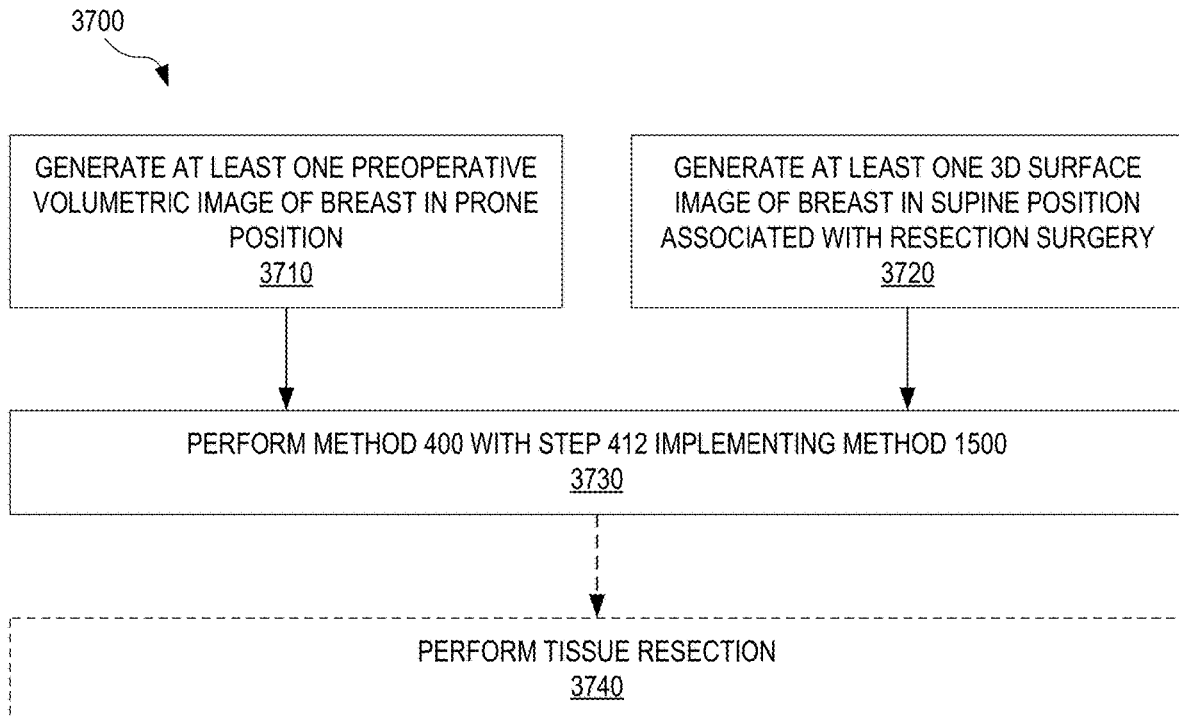 3700
GENERATE AT LEAST ONE PREOPERATIVE
VOLUMETRIC IMAGE OF BREAST IN PRONE
POSITION
3710
GENERATE AT LEAST ONE 3D SURFACE
IMAGE OF BREAST IN SUPINE POSITION
ASSOCIATED WITH RESECTION SURGERY
3720
PERFORM METHOD 400 WITH STEP 412 IMPLEMENTING METHOD 1500
3730
PERFORM TISSUE RESECTION
3740